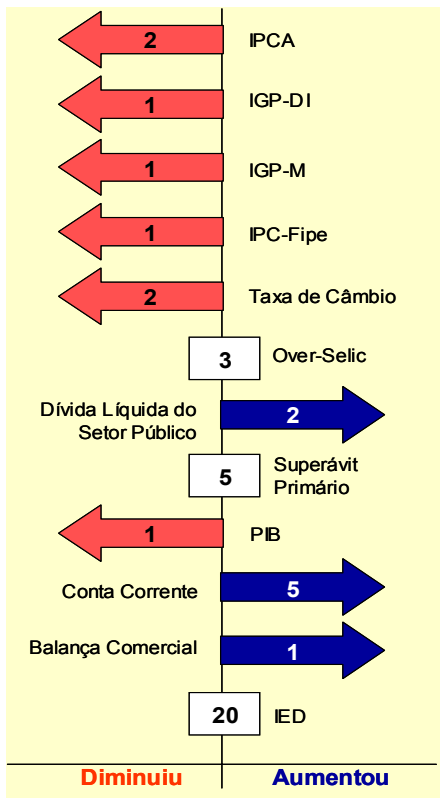 2 IPCA
1 IGP-DI
1 IGP-M
1 IPC-Fipe
2 Taxa de Câmbio
3 Over-Selic
Dívida Líquida do
Setor Público
2
5
Superávit
Primário
1 PIB
Conta Corrente 5
Balança Comercial 1
20 IED
Diminuiu Aumentou